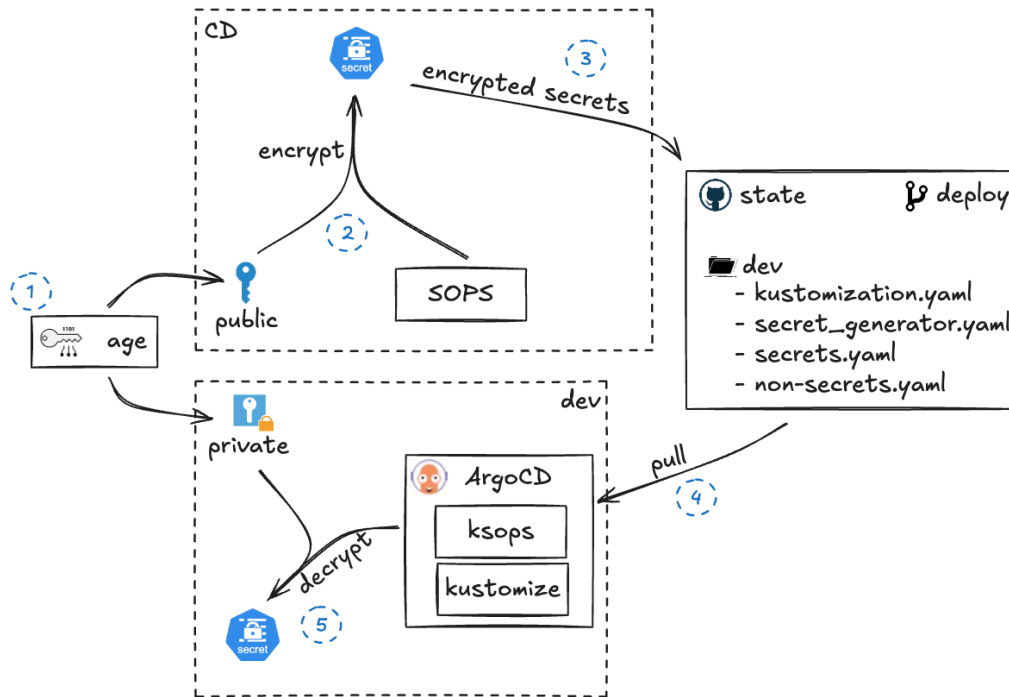 CD
secret
3
encrypted secrets
encrypt
2
state
deploy
1
SOPS
public
dev
- kustomization.yaml
- secret_generator.yaml
- secrets.yaml
- non-secrets.yaml
1101
age
dev
private
pull
4
ArgoCD
ksops
decrypt
kustomize
5
secret